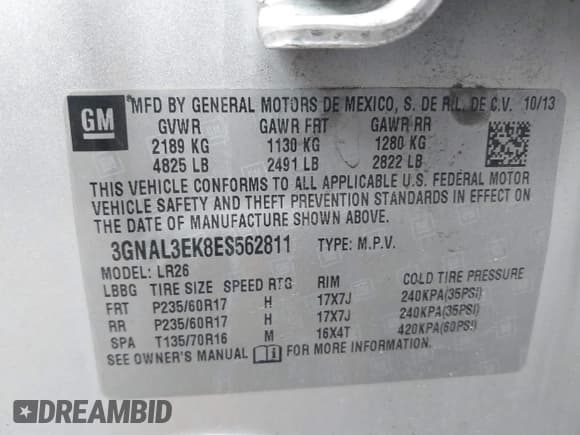 GM
MFD BY GENERAL MOTORS DE MEXICO, S. DE R.L. DE C.V. 10/13
GVWR GAWR FRT GAWR RR
2189 KG 1130 KG 1280 KG
4825 LB 2491 LB 2822 LB
THIS VEHICLE CONFORMS TO ALL APPLICABLE U.S. FEDERAL MOTOR
VEHICLE SAFETY AND THEFT PREVENTION STANDARDS IN EFFECT ON
THE DATE OF MANUFACTURE SHOWN ABOVE.
3GNAL3EK8ES562811 TYPE: M.P.V.
MODEL: LR26
LBBG TIRE SIZE SPEED RTG RIM COLD TIRE PRESSURE
FRT P235/60R17 H 17X7J 240KPA(35PSI)
RR P235/60R17 H 17X7J 240KPA(35PSI)
SPA T135/70R16 M 16X4T 420KPA(60PSI)
SEE OWNER'S MANUAL FOR MORE INFORMATION.
DREAMBID